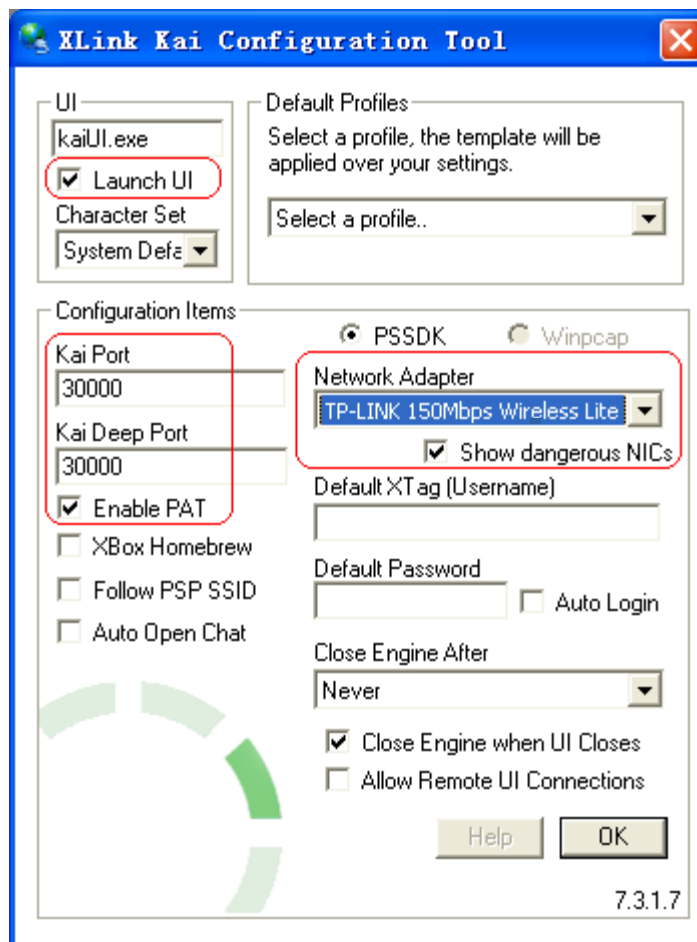 XLink Kai Configuration Tool
UI
kaiUI.exe
Launch UI
Character Set
System Defa
Default Profiles
Select a profile, the template will be
applied over your settings.
Select a profile..
Configuration Items
PSSDK
Winpcap
Kai Port
30000
Kai Deep Port
30000
Enable PAT
XBox Homebrew
Follow PSP SSID
Auto Open Chat
Network Adapter
TP-LINK 150Mbps Wireless Lite
Show dangerous NICs
Default XTag (Username)
Default Password
Auto Login
Close Engine After
Never
Close Engine when UI Closes
Allow Remote UI Connections
Help
OK
7.3.1.7